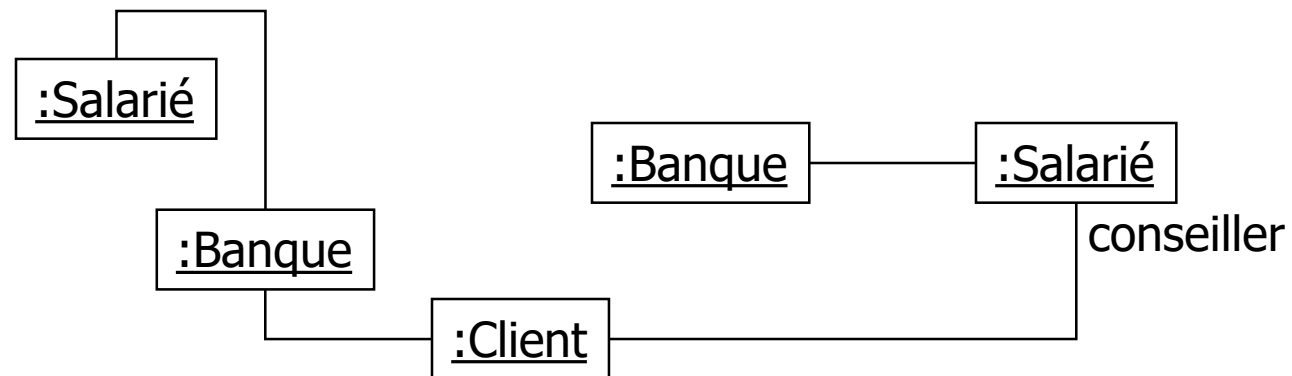 :Salarié
:Banque
:Salarié
conseiller
:Banque
:Client